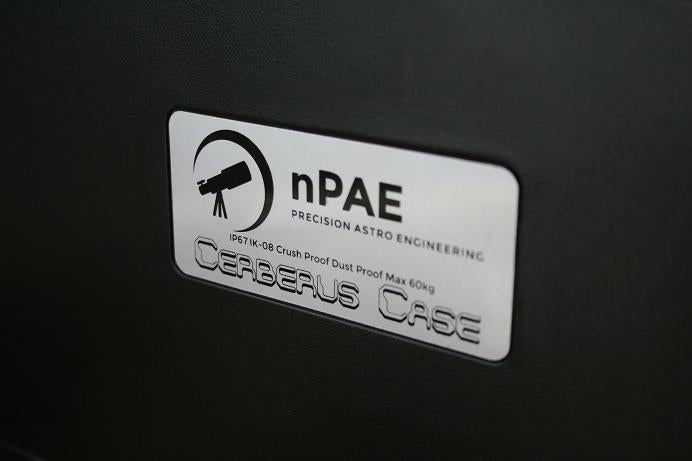 nPAE
PRECISION ASTRO ENGINEERING
IP67 IK-08 Crush Proof Dust Proof Max 60kg
CERBERUS CASE